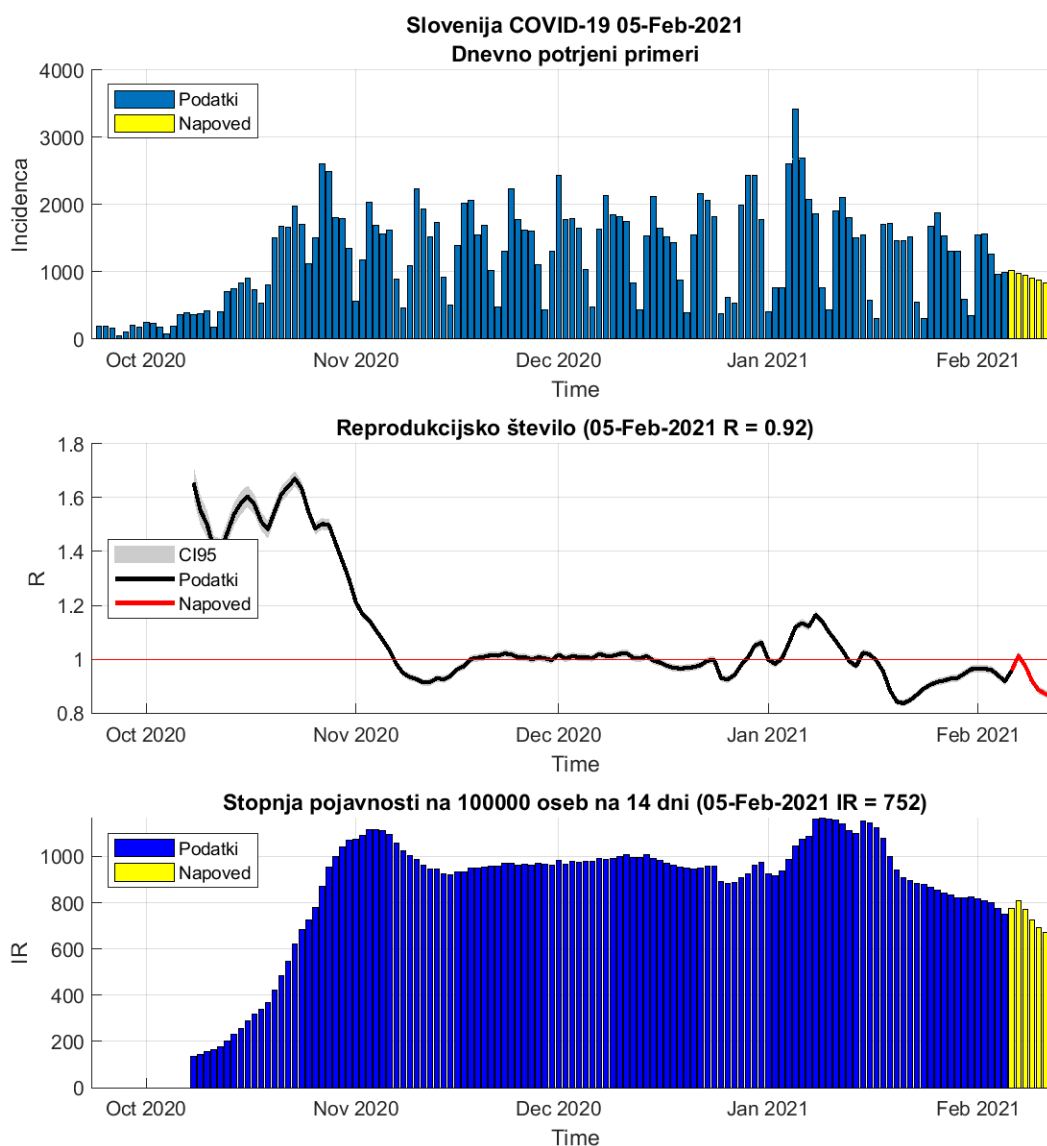 Slovenija COVID-19 05-Feb-2021
Dnevno potrjeni primeri
4000
3000
2000
1000
0
Incidenca
Podatki
Napoved
Oct 2020 Nov 2020 Dec 2020 Jan 2021 Feb 2021
Time
Reprodukcijsko število (05-Feb-2021 R = 0.92)
1.8
1.6
1.4
1.2
1
0.8
R
CI95
Podatki
Napoved
Oct 2020 Nov 2020 Dec 2020 Jan 2021 Feb 2021
Time
Stopnja pojavnosti na 100000 oseb na 14 dni (05-Feb-2021 IR = 752)
1000
800
600
400
200
0
IR
Podatki
Napoved
Oct 2020 Nov 2020 Dec 2020 Jan 2021 Feb 2021
Time